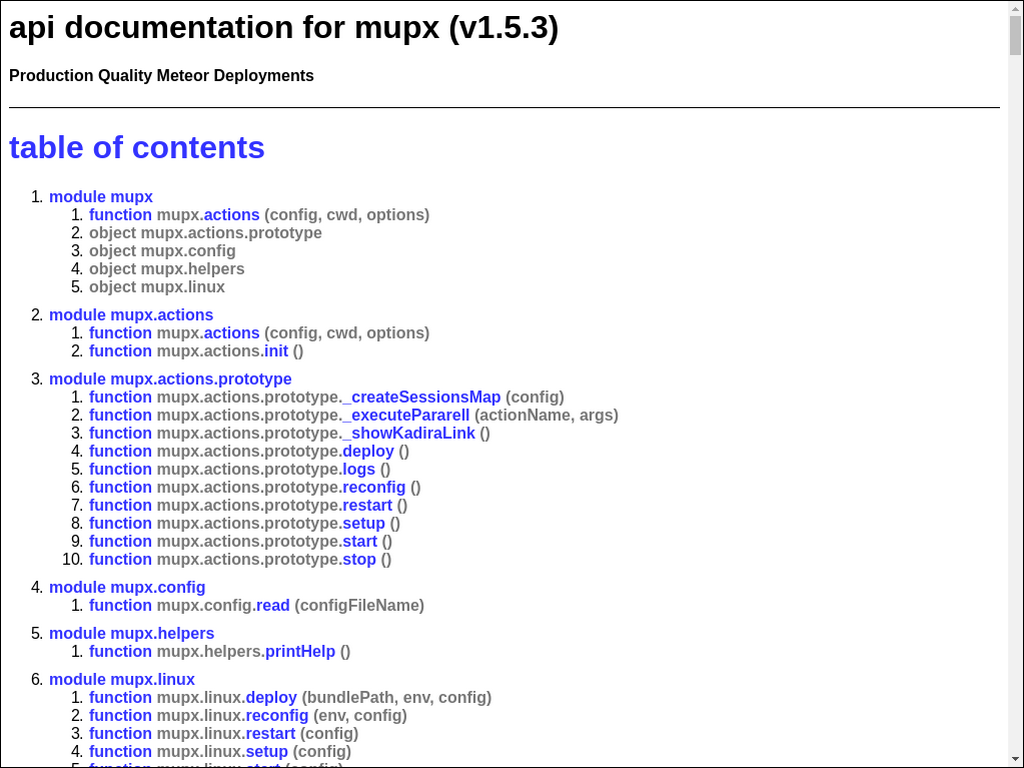 api documentation for mupx (v1.5.3)
Production Quality Meteor Deployments
table of contents
1. module mupx
1. function mupx.actions (config, cwd, options)
2. object mupx.actions.prototype
3. object mupx.config
4. object mupx.helpers
5. object mupx.linux
2. module mupx.actions
1. function mupx.actions (config, cwd, options)
2. function mupx.actions.init ()
3. module mupx.actions.prototype
1. function mupx.actions.prototype._createSessionsMap (config)
2. function mupx.actions.prototype._executePararell (actionName, args)
3. function mupx.actions.prototype._showKadiraLink ()
4. function mupx.actions.prototype.deploy ()
5. function mupx.actions.prototype.logs ()
6. function mupx.actions.prototype.reconfig ()
7. function mupx.actions.prototype.restart ()
8. function mupx.actions.prototype.setup ()
9. function mupx.actions.prototype.start ()
10. function mupx.actions.prototype.stop ()
4. module mupx.config
1. function mupx.config.read (configFileName)
5. module mupx.helpers
1. function mupx.helpers.printHelp ()
6. module mupx.linux
1. function mupx.linux.deploy (bundlePath, env, config)
2. function mupx.linux.reconfig (env, config)
3. function mupx.linux.restart (config)
4. function mupx.linux.setup (config)
5. function mupx.linux.start (config)